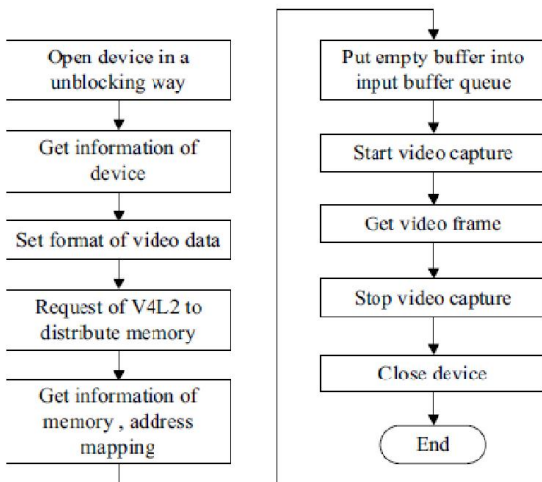 Open device in a
unblocking way
Get information of
device
Set format of video data
Request of V4L2 to
distribute memory
Get information of
memory , address
mapping
Put empty buffer into
input buffer queue
Start video capture
Get video frame
Stop video capture
Close device
End